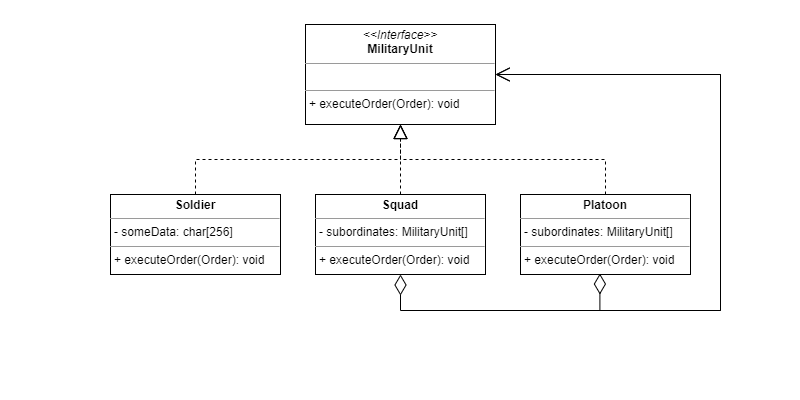 <<Interface>>
MilitaryUnit
+ executeOrder(Order): void
Soldier
- someData: char[256]
+ executeOrder(Order): void
Squad
- subordinates: MilitaryUnit[]
+ executeOrder(Order): void
Platoon
- subordinates: MilitaryUnit[]
+ executeOrder(Order): void